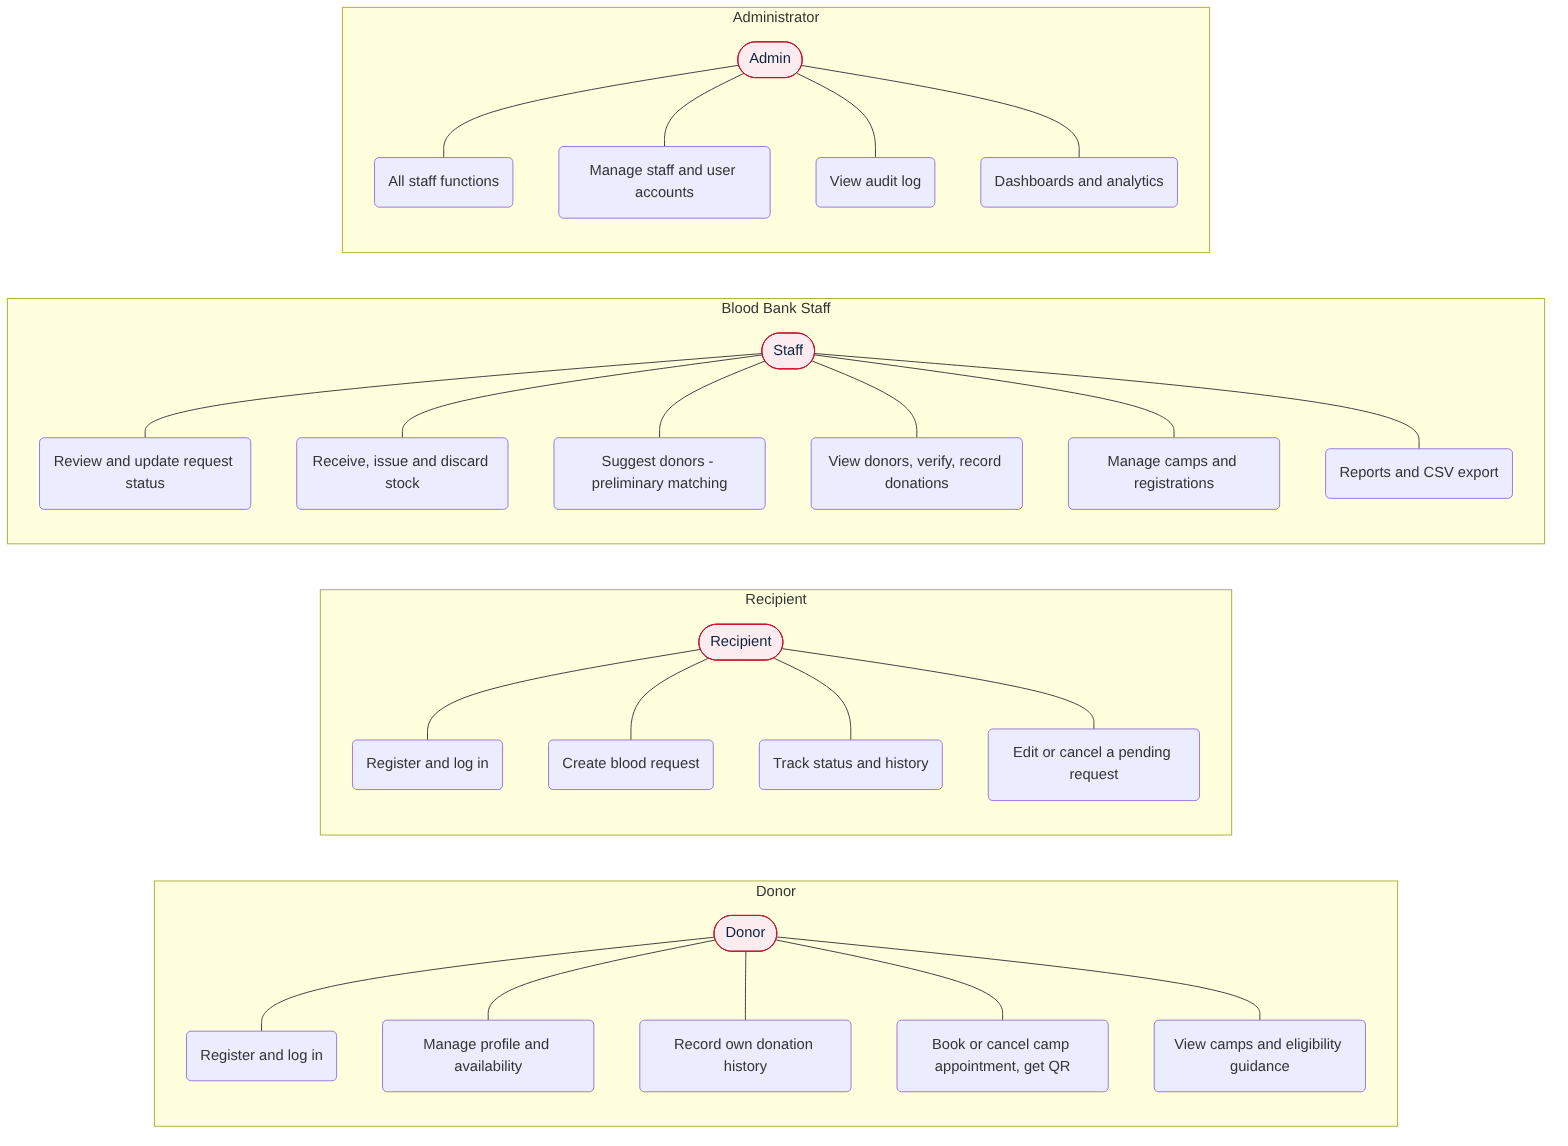 Administrator
Admin
All staff functions
Manage staff and user
accounts
View audit log
Dashboards and analytics
Blood Bank Staff
Staff
Review and update request
status
Receive, issue and discard
stock
Suggest donors -
preliminary matching
View donors, verify, record
donations
Manage camps and
registrations
Reports and CSV export
Recipient
Recipient
Register and log in
Create blood request
Track status and history
Edit or cancel a pending
request
Donor
Donor
Register and log in
Manage profile and
availability
Record own donation
history
Book or cancel camp
appointment, get QR
View camps and eligibility
guidance